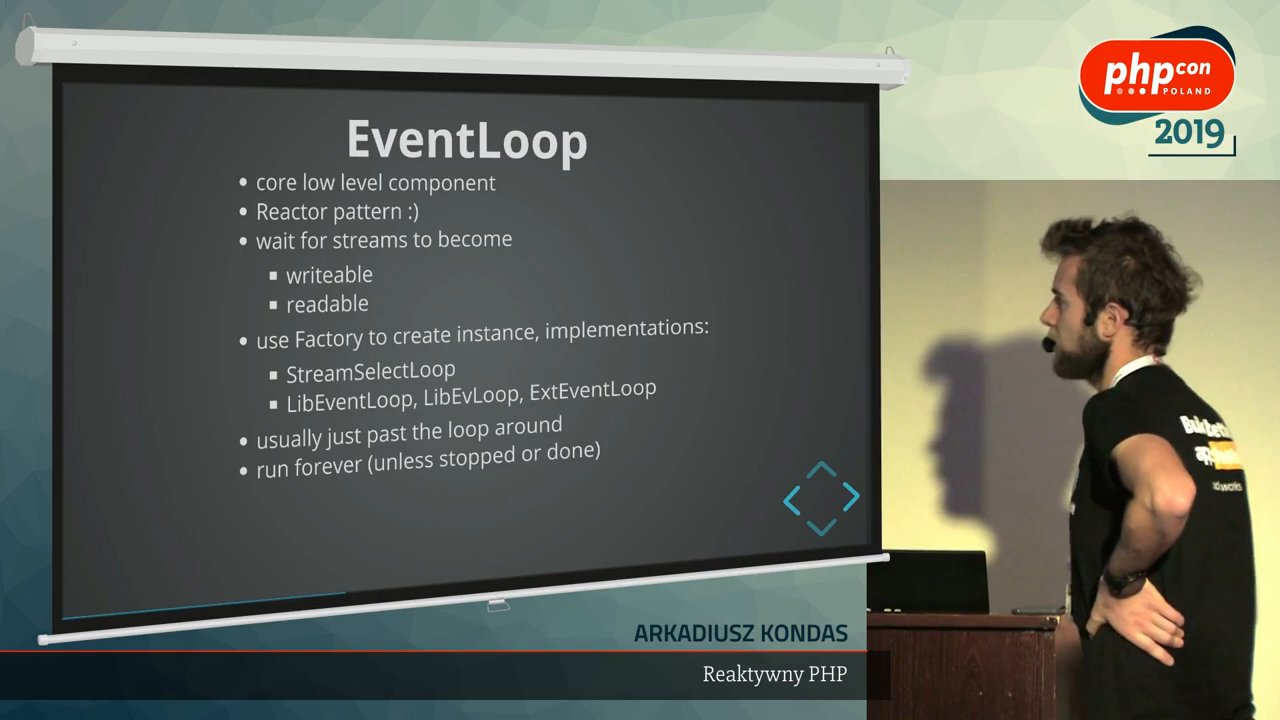 EventLoop
core low level component
Reactor pattern :)
wait for streams to become
writeable
readable
use Factory to create instance, implementations:
StreamSelectLoop
LibEventLoop, LibEvLoop, ExtEventLoop
usually just past the loop around
run forever (unless stopped or done)
phpcon
POLAND
2019
ARKADIUSZ KONDAS
Reaktywny PHP